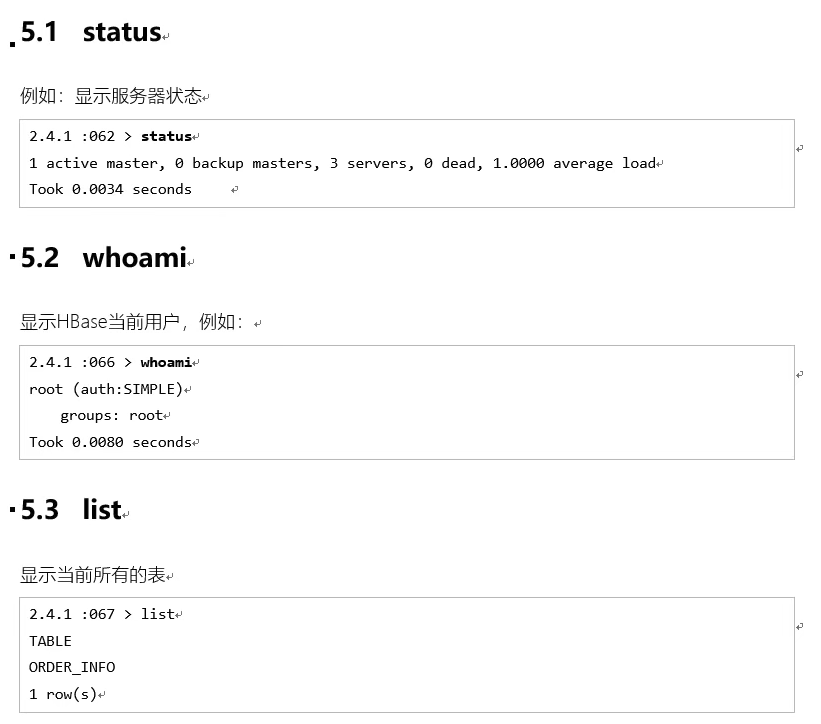 5.1 status
例如：显示服务器状态
2.4.1 :062 > status
1 active master, 0 backup masters, 3 servers, 0 dead, 1.0000 average load
Took 0.0034 seconds
5.2 whoami
显示HBase当前用户，例如：
2.4.1 :066 > whoami
root (auth:SIMPLE)
groups: root
Took 0.0080 seconds
5.3 list
显示当前所有的表
2.4.1 :067 > list
TABLE
ORDER_INFO
1 row(s)